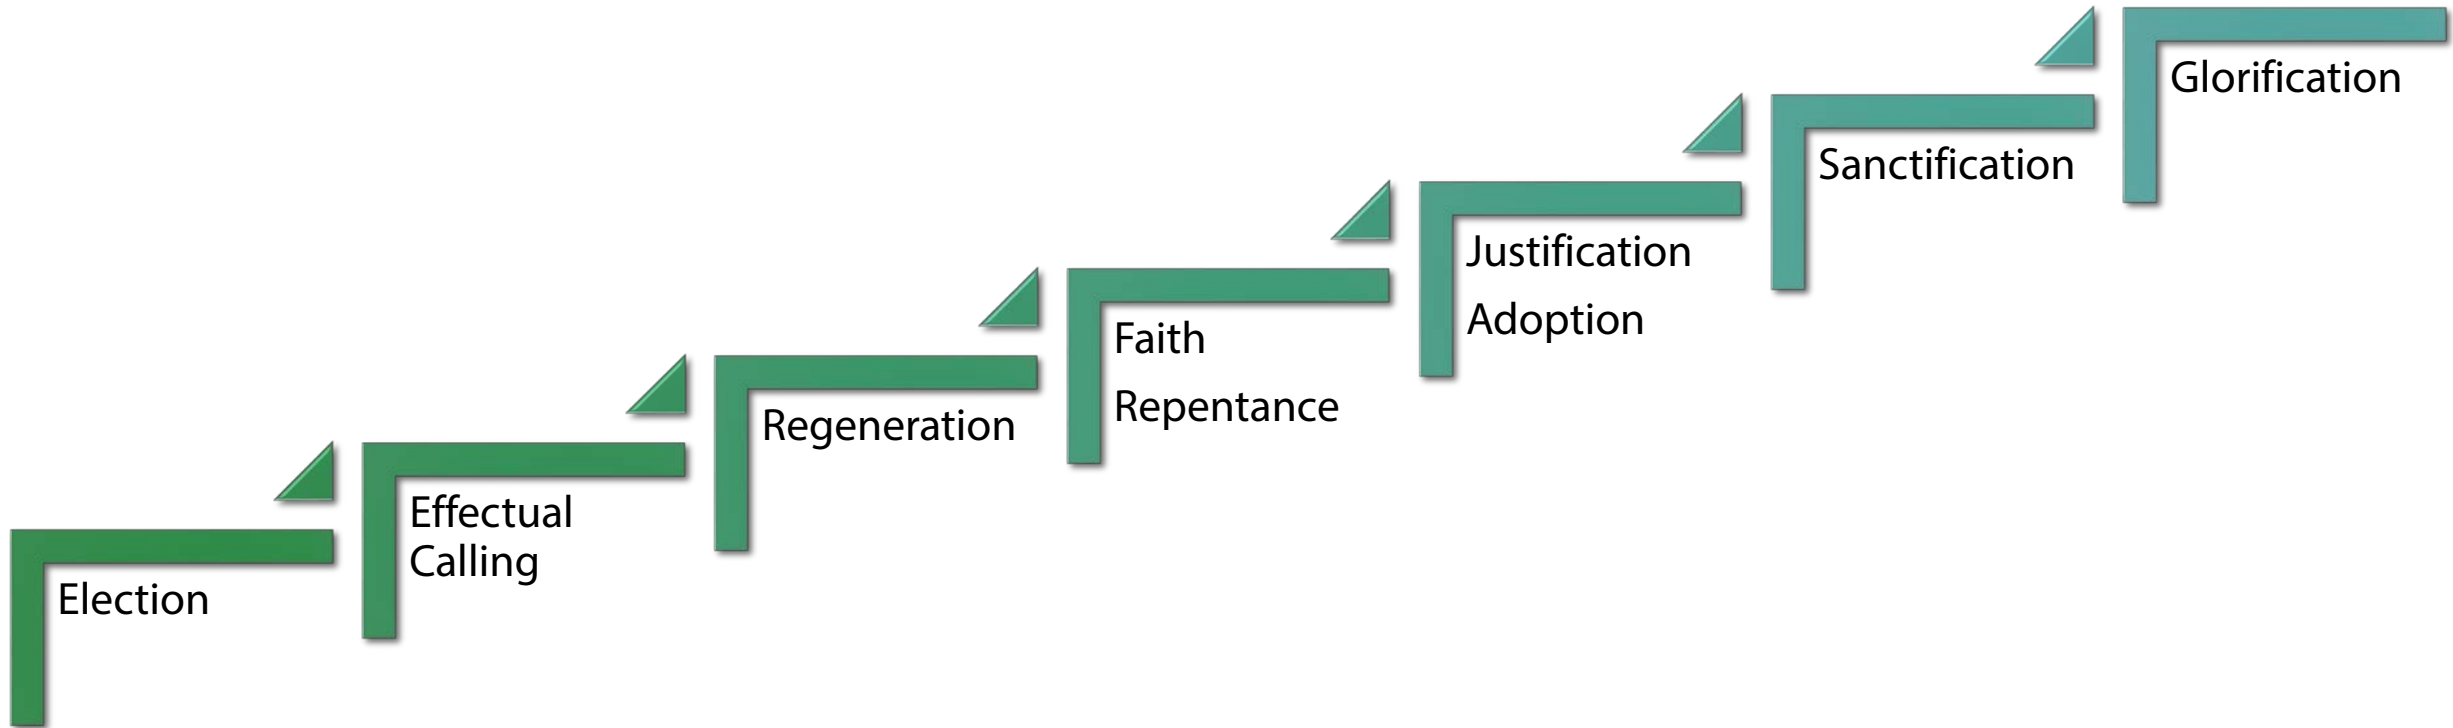 Election
Effectual
Calling
Regeneration
Faith
Repentance
Justification
Adoption
Sanctification
Glorification